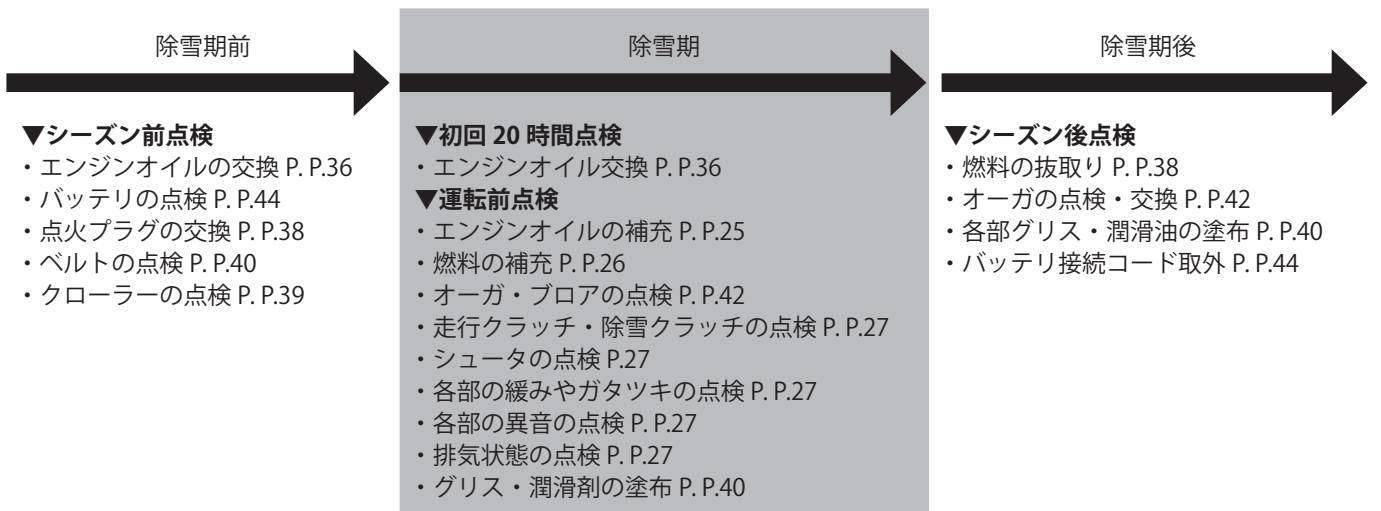 除雪期前
▼シーズン前点検
・エンジンオイルの交換 P. P.36
・バッテリの点検 P. P.44
・点火プラグの交換 P. P.38
・ベルトの点検 P. P.40
・クローラーの点検 P. P.39
除雪期
▼初回 20 時間点検
・エンジンオイル交換 P. P.36
▼運転前点検
・エンジンオイルの補充 P. P.25
・燃料の補充 P. P.26
・オーガ・ブロアの点検 P. P.42
・走行クラッチ・除雪クラッチの点検 P. P.27
・シュータの点検 P.27
・各部の緩みやガタツキの点検 P. P.27
・各部の異音の点検 P. P.27
・排気状態の点検 P. P.27
・グリス・潤滑剤の塗布 P. P.40
除雪期後
▼シーズン後点検
・燃料の抜取り P. P.38
・オーガの点検・交換 P. P.42
・各部グリス・潤滑油の塗布 P. P.40
・バッテリ接続コード取外 P. P.44